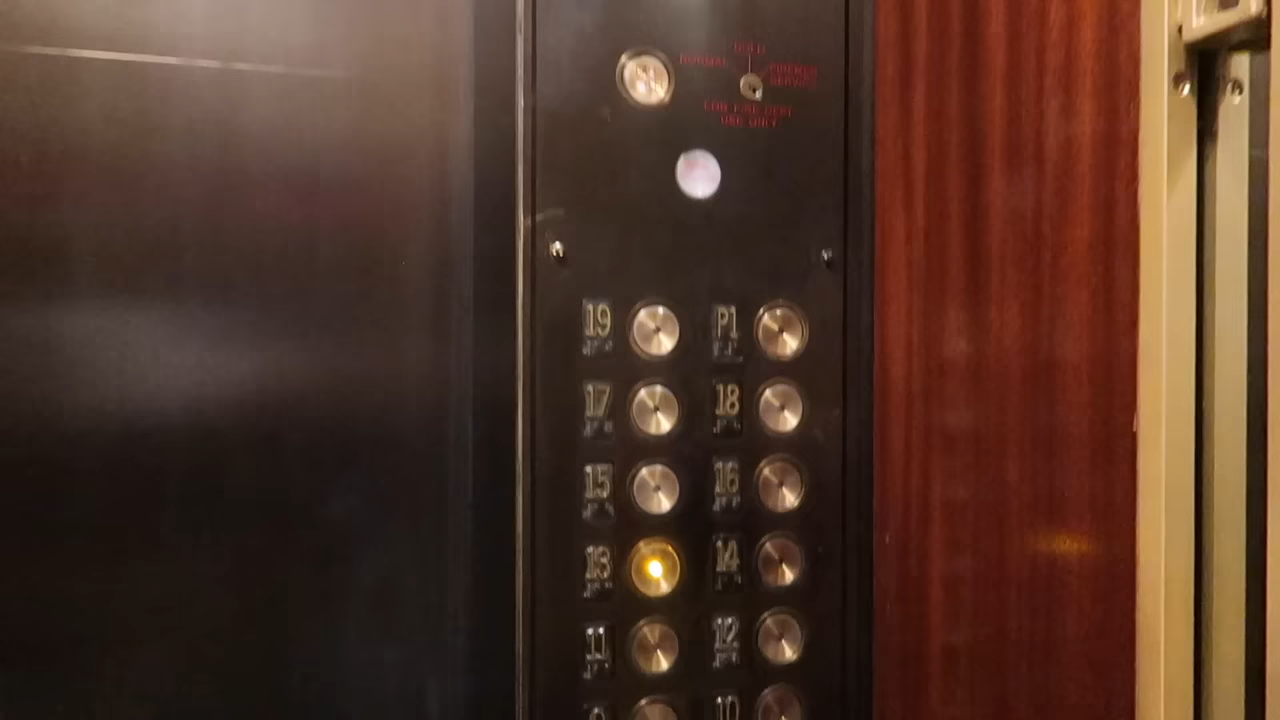 HOLD
NORMAL
FIREMEN
SERVICE
FOR FIRE DEPT
USE ONLY
19 P1
17 18
15 16
13 14
11 12
9 10